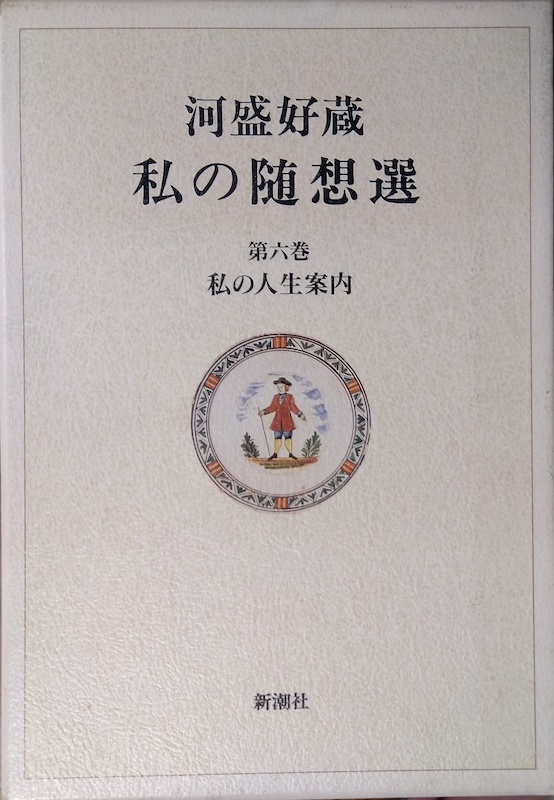 河盛好蔵
私の随想選
第六巻
私の人生案内
新潮社